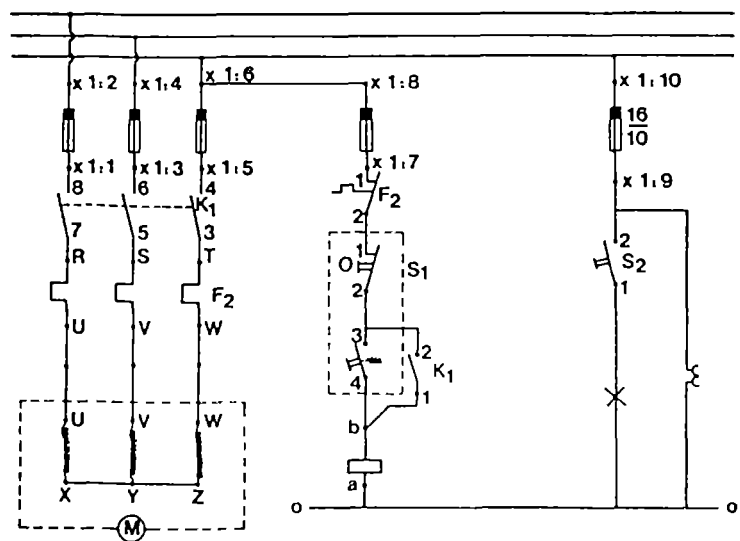 x 1:2 x 1:4 x 1:6 x 1:8 x 1:10
16
10
x 1:1 x 1:3 x 1:5 x 1:7 x 1:9
8 6 4 K1 1 F2
7 5 3 2
R S T 1 O S1 2 S2
F2 2 1
U V W 3 2 K1
4 1
U V W b
X Y Z a
M o o